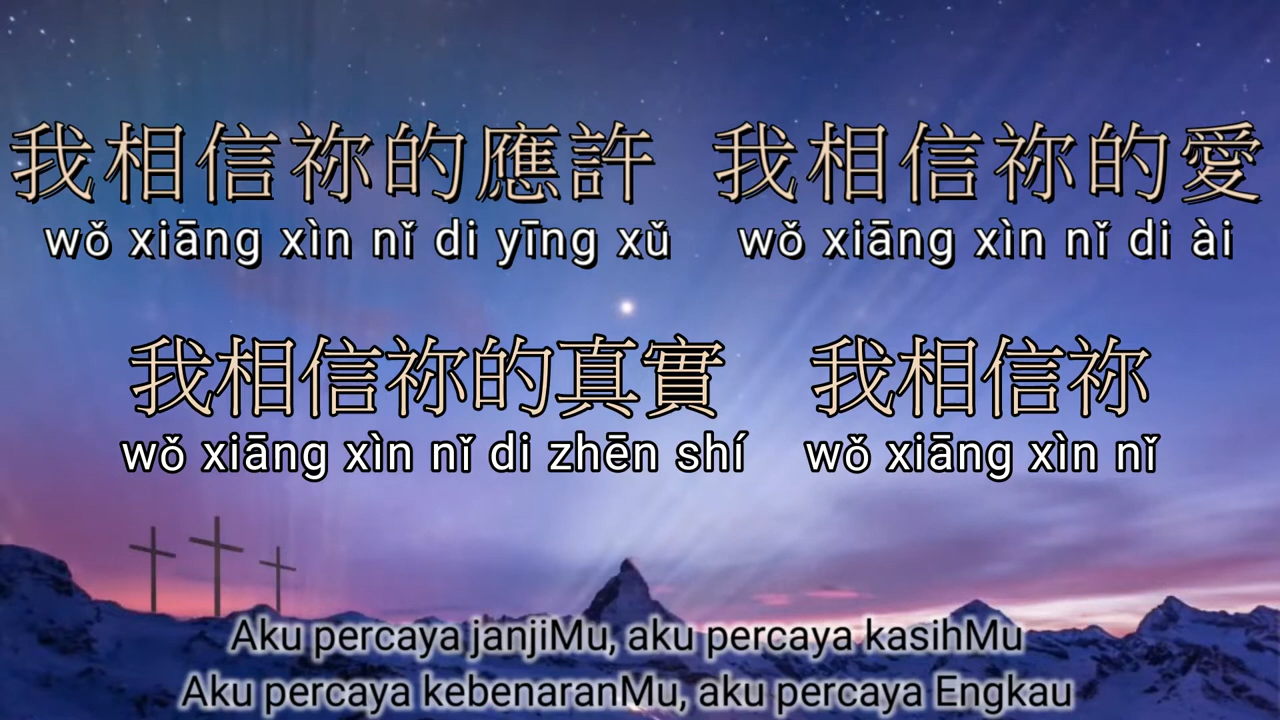 我相信祢的應許 我相信祢的愛
wǒ xiāng xìn nǐ di yīng xǔ wǒ xiāng xìn nǐ di ài
我相信祢的真實 我相信祢
wǒ xiāng xìn nǐ di zhēn shí wǒ xiāng xìn nǐ
Aku percaya janjiMu, aku percaya kasihMu
Aku percaya kebenaranMu, aku percaya Engkau